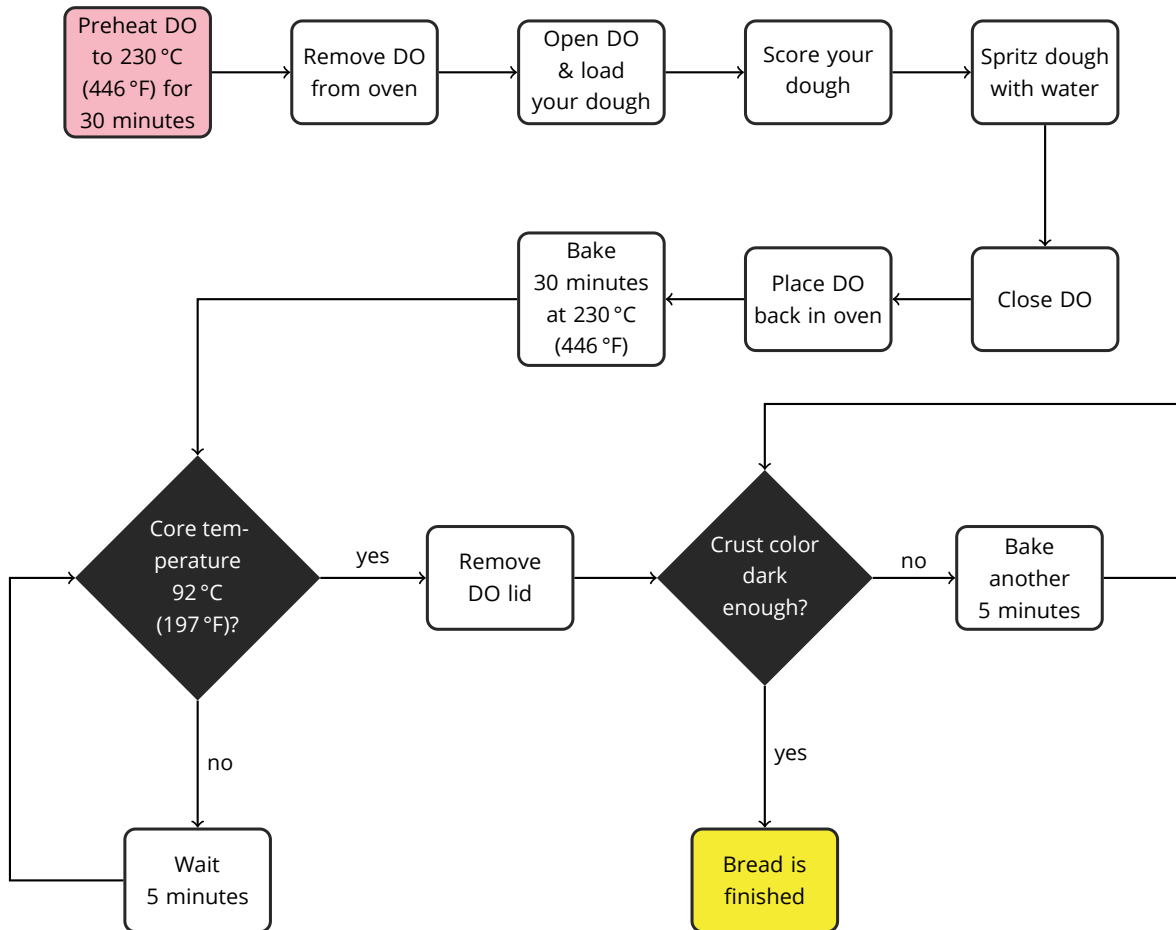 Preheat DO
to 230 °C
(446 °F) for
30 minutes
Remove DO
from oven
Open DO
& load
your dough
Score your
dough
Spritz dough
with water
Close DO
Place DO
back in oven
Bake
30 minutes
at 230 °C
(446 °F)
Core tem-
perature
92 °C
(197 °F)?
yes
Remove
DO lid
Crust color
dark
enough?
no
Bake
another
5 minutes
no
yes
Wait
5 minutes
Bread is
finished